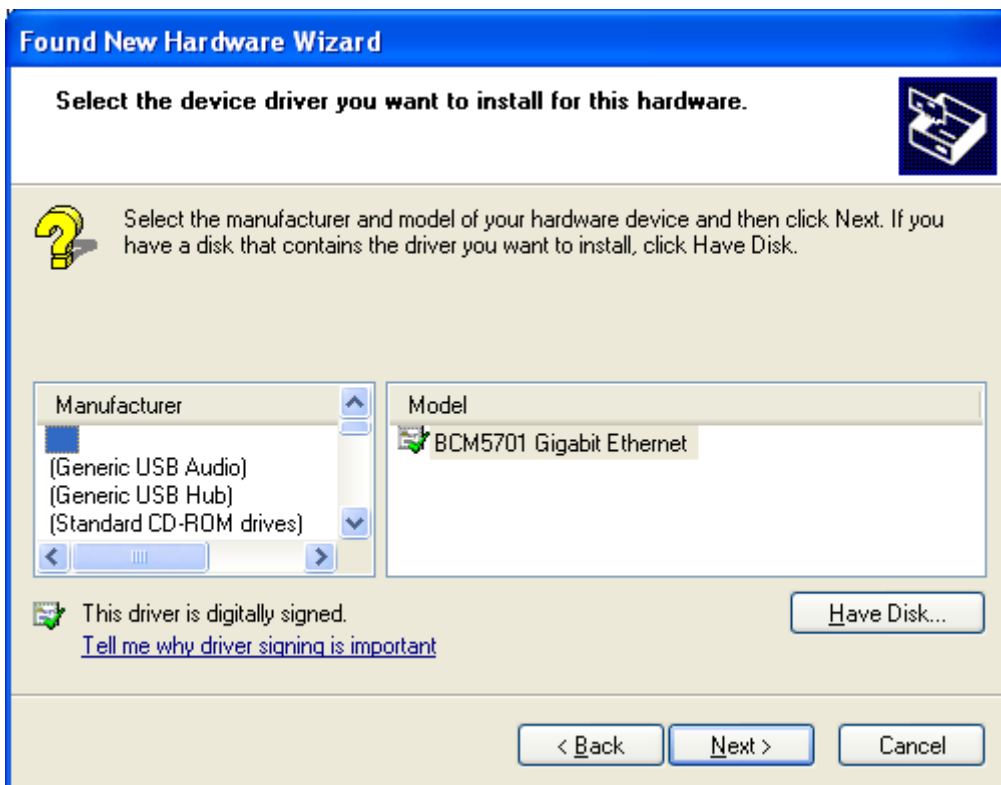 Found New Hardware Wizard
Select the device driver you want to install for this hardware.
Select the manufacturer and model of your hardware device and then click Next. If you
have a disk that contains the driver you want to install, click Have Disk.
Manufacturer
(Generic USB Audio)
(Generic USB Hub)
(Standard CD-ROM drives)
Model
BCM5701 Gigabit Ethernet
This driver is digitally signed.
Tell me why driver signing is important
Have Disk...
< Back
Next >
Cancel